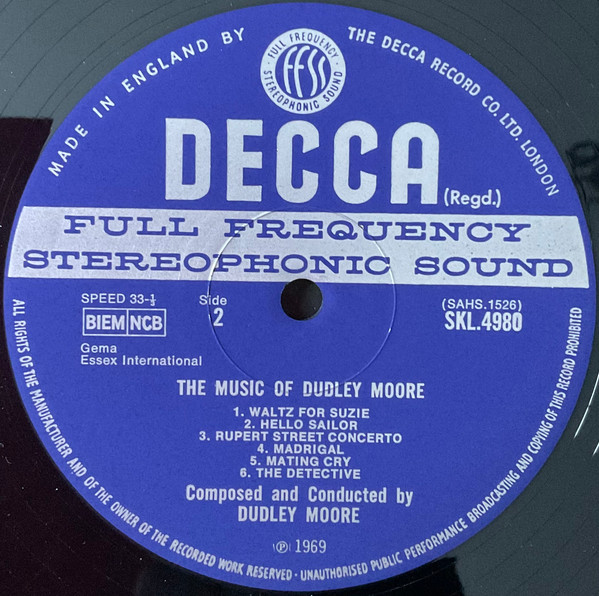 MADE IN ENGLAND BY
THE DECCA RECORD CO. LTD. LONDON
FULL FREQUENCY
ffss
STEREOPHONIC SOUND
DECCA
(Regd.)
FULL FREQUENCY
STEREOPHONIC SOUND
SPEED 33-⅓
Side
2
BIEM NCB
Gema
Essex International
(SAHS.1526)
SKL.4980
THE MUSIC OF DUDLEY MOORE
1. WALTZ FOR SUZIE
2. HELLO SAILOR
3. RUPERT STREET CONCERTO
4. MADRIGAL
5. MATING CRY
6. THE DETECTIVE
Composed and Conducted by
DUDLEY MOORE
Ⓟ 1969
ALL RIGHTS OF THE MANUFACTURER AND OF THE OWNER OF THE RECORDED WORK RESERVED · UNAUTHORISED PUBLIC PERFORMANCE BROADCASTING AND COPYING OF THIS RECORD PROHIBITED